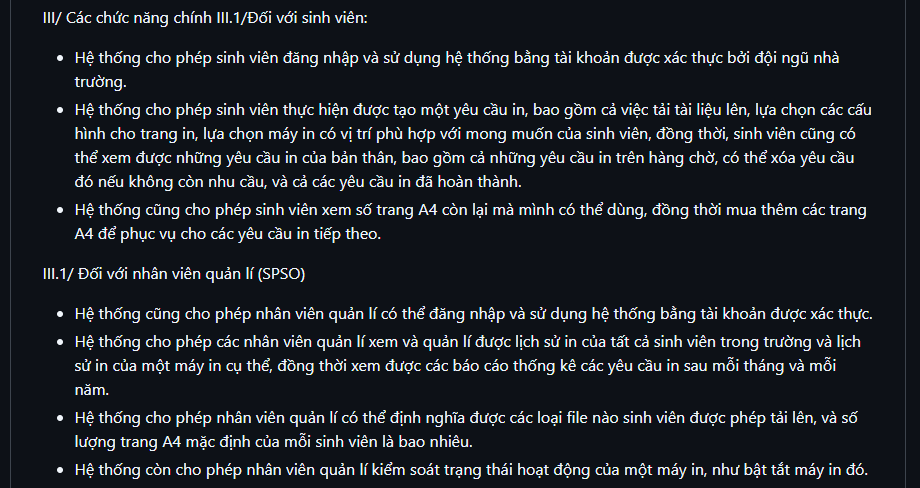 III/ Các chức năng chính III.1/Đối với sinh viên:
Hệ thống cho phép sinh viên đăng nhập và sử dụng hệ thống bằng tài khoản được xác thực bởi đội ngũ nhà
trường.
Hệ thống cho phép sinh viên thực hiện được tạo một yêu cầu in, bao gồm cả việc tải tài liệu lên, lựa chọn các cấu
hình cho trang in, lựa chọn máy in có vị trí phù hợp với mong muốn của sinh viên, đồng thời, sinh viên cũng có
thể xem được những yêu cầu in của bản thân, bao gồm cả những yêu cầu in trên hàng chờ, có thể xóa yêu cầu
đó nếu không còn nhu cầu, và cả các yêu cầu in đã hoàn thành.
Hệ thống cũng cho phép sinh viên xem số trang A4 còn lại mà mình có thể dùng, đồng thời mua thêm các trang
A4 để phục vụ cho các yêu cầu in tiếp theo.
III.1/ Đối với nhân viên quản lí (SPSO)
Hệ thống cũng cho phép nhân viên quản lí có thể đăng nhập và sử dụng hệ thống bằng tài khoản được xác thực.
Hệ thống cho phép các nhân viên quản lí xem và quản lí được lịch sử in của tất cả sinh viên trong trường và lịch
sử in của một máy in cụ thể, đồng thời xem được các báo cáo thống kê các yêu cầu in sau mỗi tháng và mỗi
năm.
Hệ thống cho phép nhân viên quản lí có thể định nghĩa được các loại file nào sinh viên được phép tải lên, và số
lượng trang A4 mặc định của mỗi sinh viên là bao nhiêu.
Hệ thống còn cho phép nhân viên quản lí kiểm soát trạng thái hoạt động của một máy in, như bật tắt máy in đó.